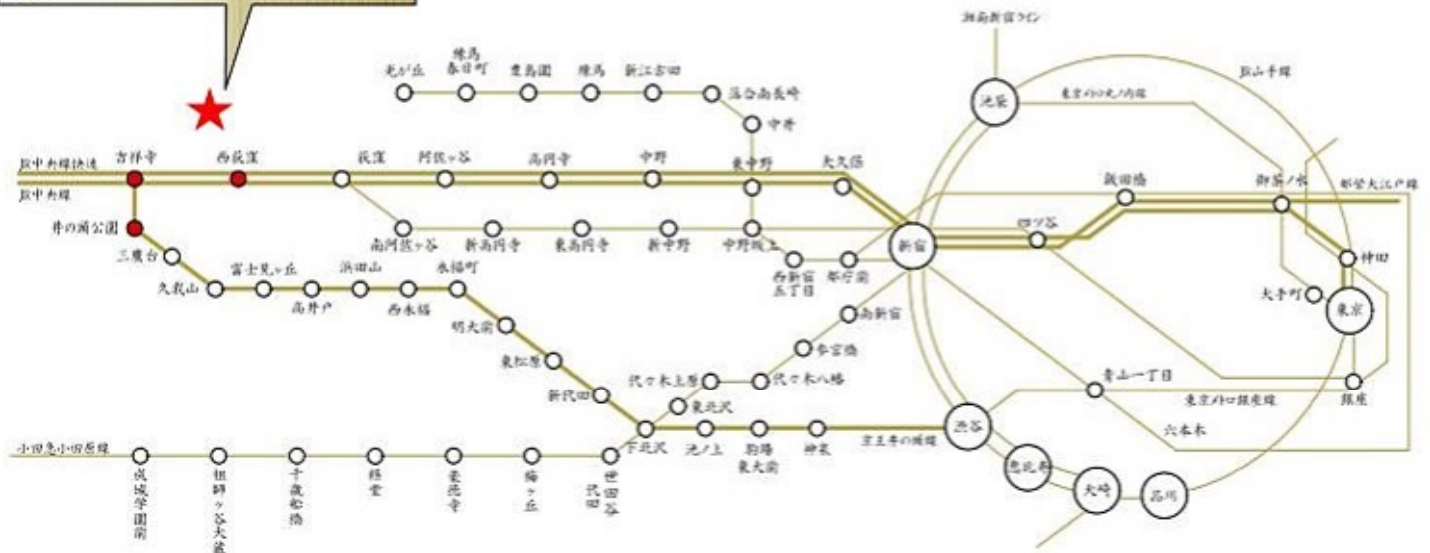 湘南新宿ライン
JR山手線
池袋
東京メトロ丸ノ内線
光が丘
練馬
春日町
豊島園
練馬
新江古田
落合南長崎
中井
JR中央線快速
吉祥寺
西荻窪
荻窪
阿佐ヶ谷
高円寺
中野
東中野
大久保
飯田橋
御茶ノ水
都営大江戸線
JR中央線
井の頭公園
南阿佐ヶ谷
新高円寺
東高円寺
新中野
中野坂上
新宿
四ツ谷
神田
三鷹台
西新宿
五丁目
都庁前
久我山
富士見ヶ丘
高井戸
浜田山
西永福
永福町
大手町
東京
明大前
南新宿
東松原
参宮橋
新代田
代々木上原
代々木八幡
青山一丁目
東北沢
東京メトロ銀座線
銀座
小田急小田原線
下北沢
池ノ上
駒場
東大前
神泉
京王井の頭線
渋谷
六本木
成城学園前
祖師ヶ谷大蔵
千歳船橋
経堂
豪徳寺
梅ヶ丘
世田谷
代田
恵比寿
大崎
品川